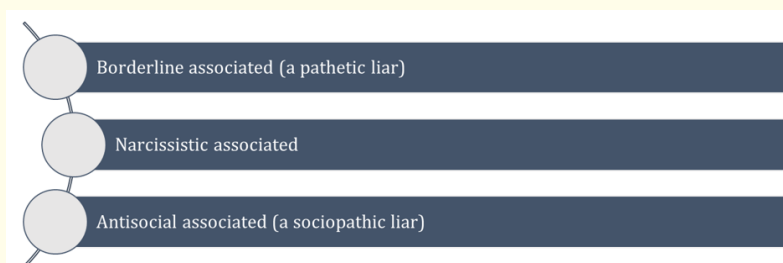 Borderline associated (a pathetic liar)
Narcissistic associated
Antisocial associated (a sociopathic liar)